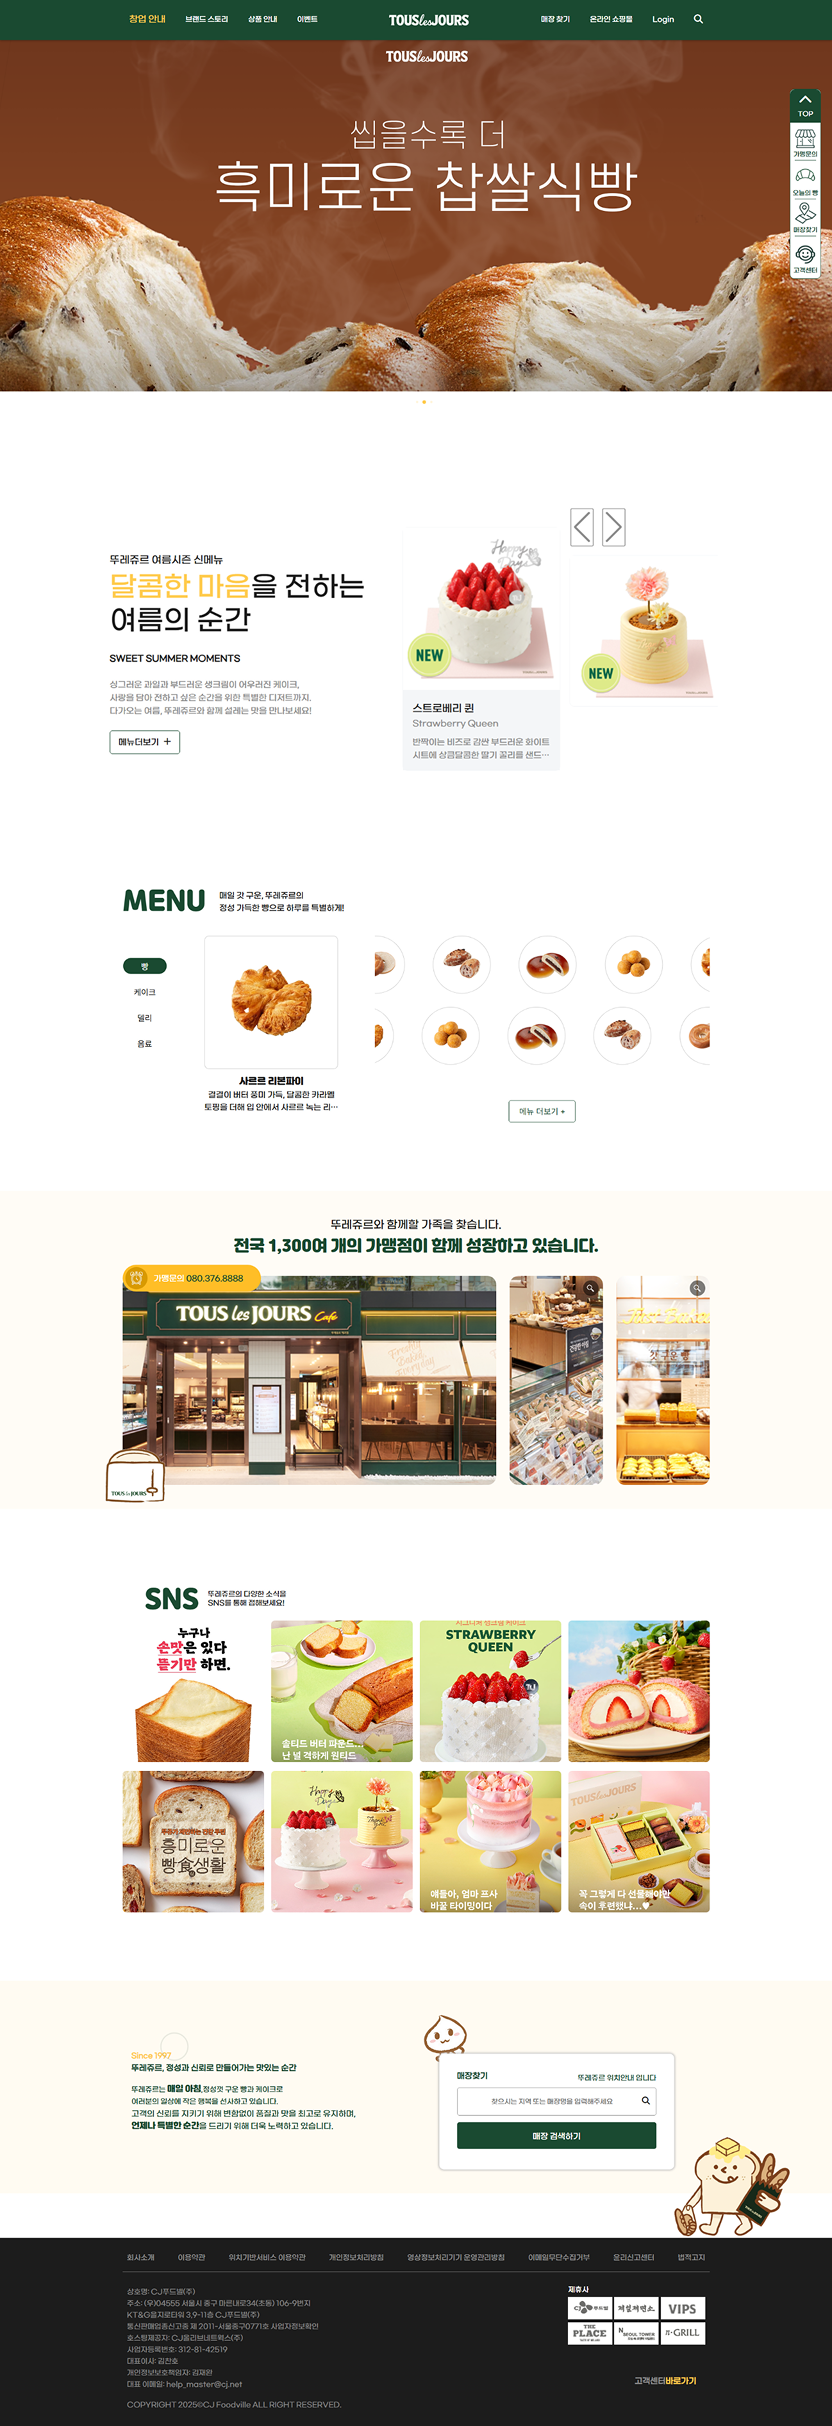 창업 안내
브랜드 스토리
상품 안내
이벤트
TOUS les JOURS
매장 찾기
온라인 쇼핑몰
Login
TOUS les JOURS
씹을수록 더
흑미로운 찹쌀식빵
TOP
가맹문의
오늘의 빵
매장찾기
고객센터
뚜레쥬르 여름시즌 신메뉴
달콤한 마음을 전하는
여름의 순간
SWEET SUMMER MOMENTS
싱그러운 과일과 부드러운 생크림이 어우러진 케이크,
사랑을 담아 전하고 싶은 순간을 위한 특별한 디저트까지.
다가오는 여름, 뚜레쥬르와 함께 설레는 맛을 만나보세요!
메뉴더보기 +
Happy
Day
NEW
스트로베리 퀸
Strawberry Queen
반짝이는 비즈로 감싼 부드러운 화이트
시트에 상큼달콤한 딸기 꿀리를 샌드…
NEW
MENU
매일 갓 구운, 뚜레쥬르의
정성 가득한 빵으로 하루를 특별하게!
빵
케이크
델리
음료
사르르 리본파이
결결이 버터 풍미 가득, 달콤한 카라멜
토핑을 더해 입 안에서 사르르 녹는 리…
메뉴 더보기 +
뚜레쥬르와 함께할 가족을 찾습니다.
전국 1,300여 개의 가맹점이 함께 성장하고 있습니다.
가맹문의 080.376.8888
TOUS les JOURS Cafe
TOUS les JOURS
SNS
뚜레쥬르의 다양한 소식을
SNS를 통해 접해보세요!
누구나
손맛은 있다
뜯기만 하면.
솔티드 버터 파운드...
난 널 격하게 원티드
시그니처 생크림 케이크
STRAWBERRY
QUEEN
흥미로운
빵食생활
Happy
Day
애들아, 엄마 프사
바꿀 타이밍이다
TOUS les JOURS
꼭 그렇게 다 선물해야만
속이 후련했냐...♥
Since 1997
뚜레쥬르, 정성과 신뢰로 만들어가는 맛있는 순간
뚜레쥬르는 매일 아침,정성껏 구운 빵과 케이크로
여러분의 일상에 작은 행복을 선사하고 있습니다.
고객의 신뢰를 지키기 위해 변함없이 품질과 맛을 최고로 유지하며,
언제나 특별한 순간을 드리기 위해 더욱 노력하고 있습니다.
매장찾기
뚜레쥬르 위치안내 입니다
찾으시는 지역 또는 매장명을 입력해주세요
매장 검색하기
회사소개
이용약관
위치기반서비스 이용약관
개인정보처리방침
영상정보처리기기 운영관리방침
이메일무단수집거부
윤리신고센터
법적고지
상호명: CJ푸드빌(주)
주소: (우)04555 서울시 중구 마른내로34(초동) 106-9번지
KT&G을지로타워 3,9-11층 CJ푸드빌(주)
통신판매업종신고증 제 2011-서울중구0771호 사업자정보확인
호스팅제공자: CJ올리브네트웍스(주)
사업자등록번호: 312-81-42519
대표이사: 김찬호
개인정보보호책임자: 김재완
대표 이메일: help_master@cj.net
COPYRIGHT 2025©CJ Foodville ALL RIGHT RESERVED.
제휴사
CJ 푸드빌
제일제면소
VIPS
THE
PLACE
N SEOUL TOWER
n·GRILL
고객센터바로가기